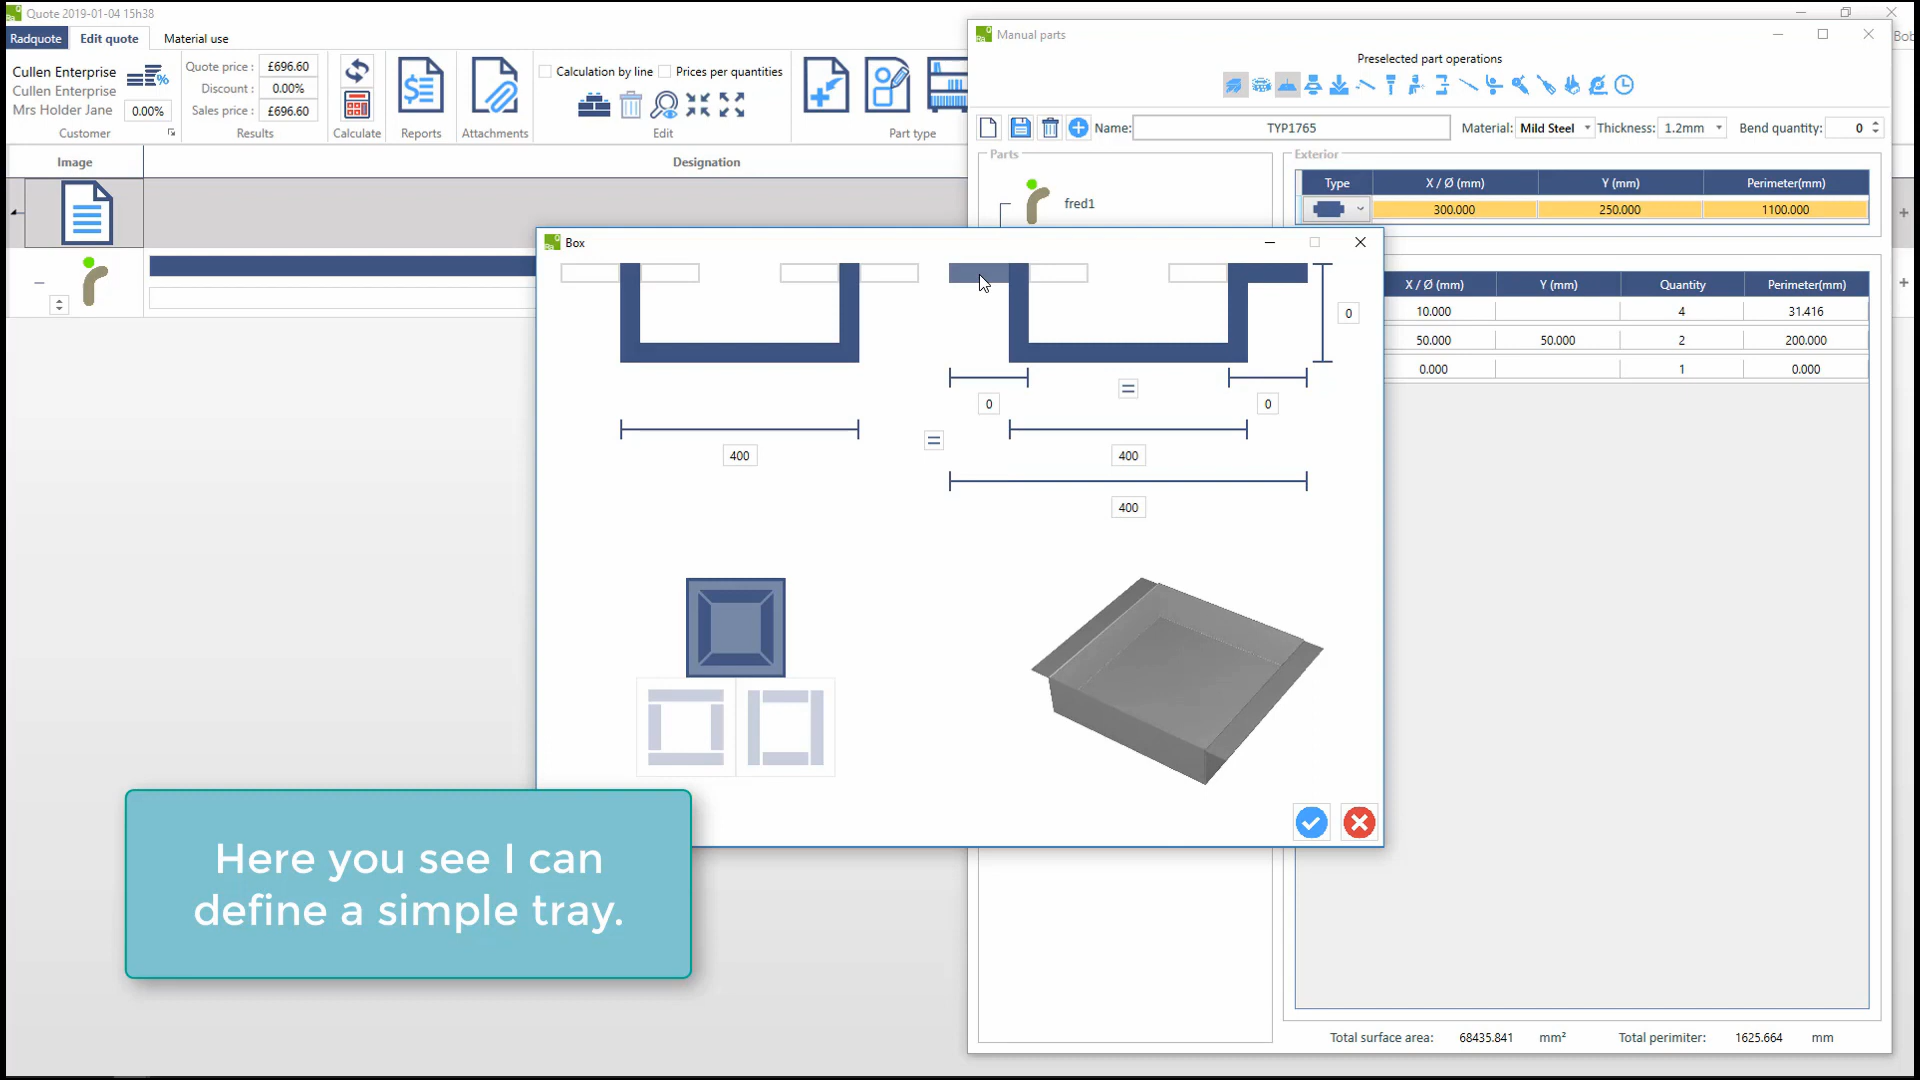 Quote 2019-01-04 15h38
Radquote
Edit quote
Material use
Cullen Enterprise
Cullen Enterprise
Mrs Holder Jane
0.00%
Customer
Quote price :
£696.60
Discount :
0.00%
Sales price :
£696.60
Results
Calculate
Reports
Attachments
Calculation by line
Prices per quantities
Edit
Part type
Image
Designation
Manual parts
Bob
Preselected part operations
Name:
TYP1765
Material:
Mild Steel
Thickness:
1.2mm
Bend quantity:
0
Parts
fred1
Exterior
Type
X / Ø (mm)
Y (mm)
Perimeter(mm)
300.000
250.000
1100.000
X / Ø (mm)
Y (mm)
Quantity
Perimeter(mm)
10.000
4
31.416
50.000
50.000
2
200.000
0.000
1
0.000
Box
0
0
0
400
400
400
Here you see I can
define a simple tray.
Total surface area:
68435.841
mm²
Total perimiter:
1625.664
mm